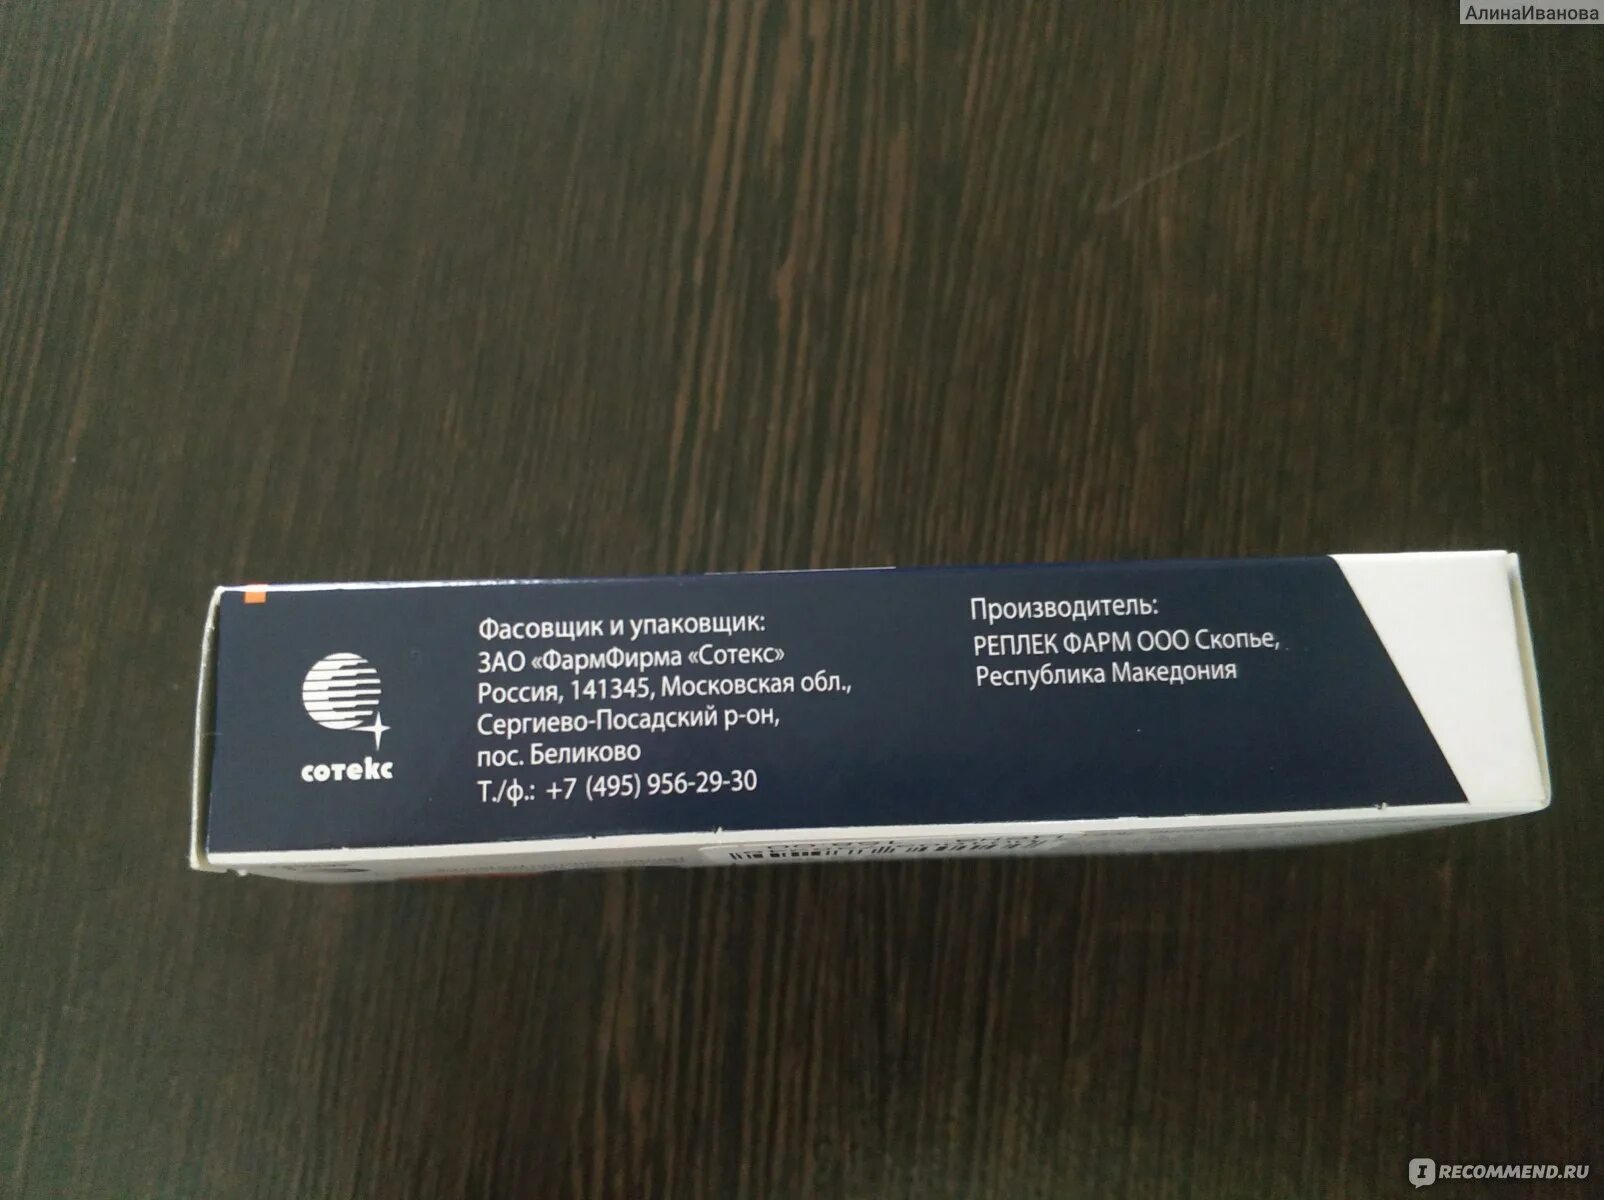 АлинаИванова
Фасовщик и упаковщик:
ЗАО «ФармФирма «Сотекс»
Россия, 141345, Московская обл.,
Сергиево-Посадский р-он,
пос. Беликово
Т./ф.: +7 (495) 956-29-30
сотекс
Производитель:
РЕПЛЕК ФАРМ ООО Скопье,
Республика Македония
RECOMMEND.RU